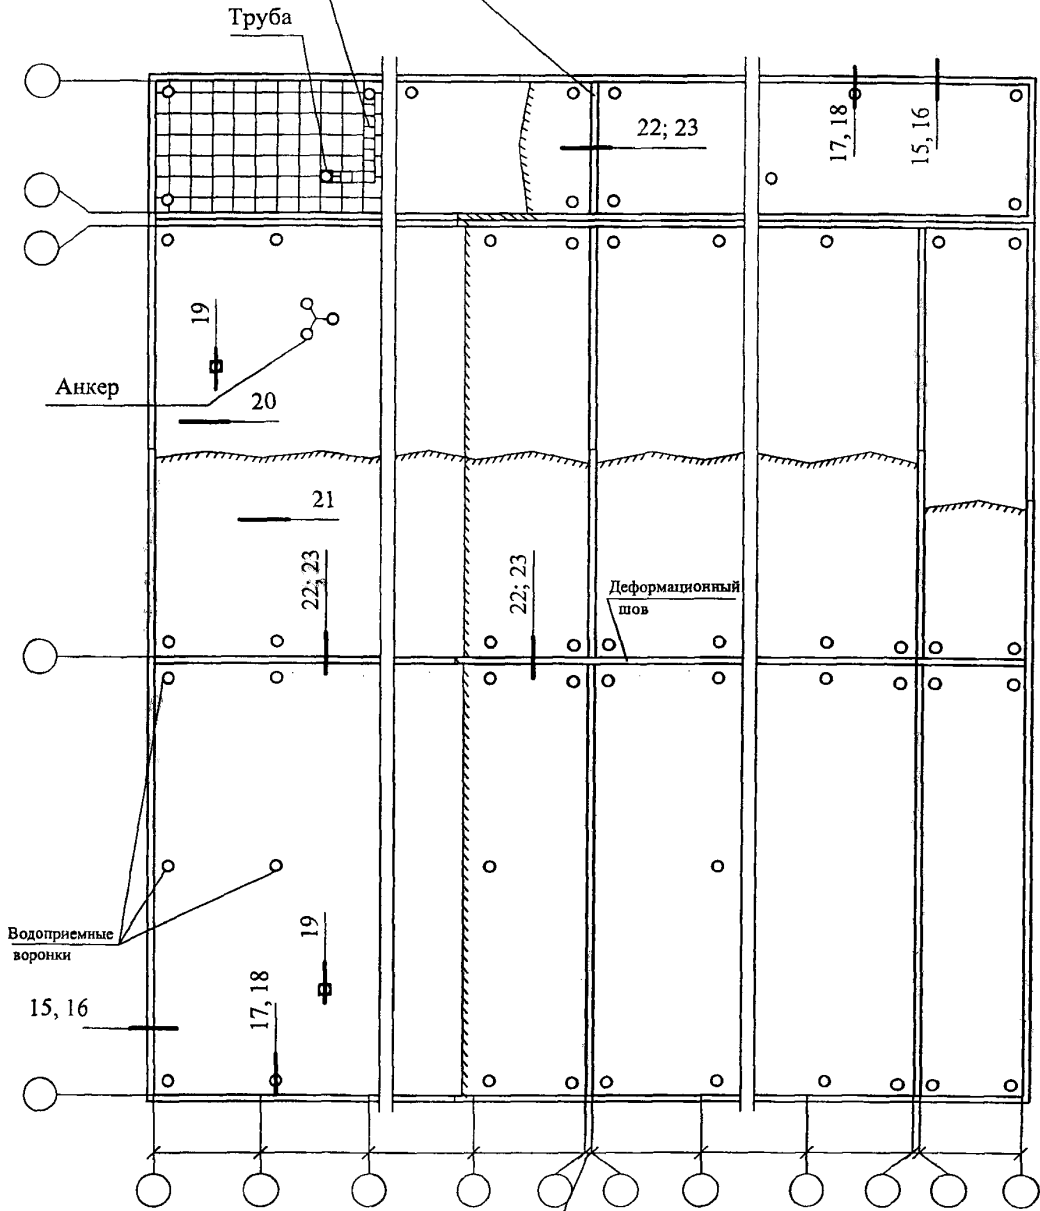 Труба
22; 23
17, 18
15, 16
19
Анкер
20
21
22; 23
22; 23
Деформационный
шов
Водоприемные
воронки
19
17, 18
15, 16